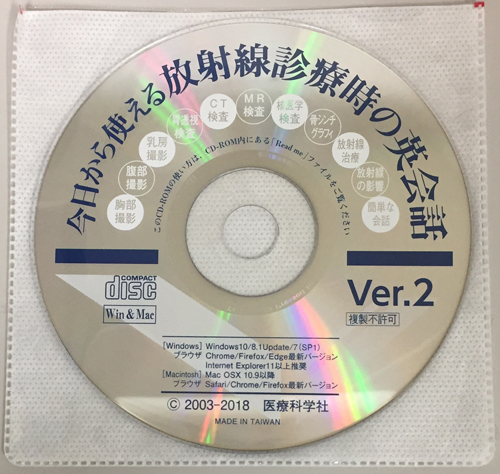 今日から使える放射線診療時の英会話
胸部
撮影
腹部
撮影
乳房
撮影
検査
CT
検査
MR
検査
核医学
検査
骨シンチ
グラフィ
放射線
治療
放射線
の影響
簡単な
会話
このCD-ROMの使い方は、CD-ROM内にある「Read me」ファイルをご覧ください
COMPACT
disc
Win & Mac
Ver.2
複製不許可
[Windows] Windows10/8.1Update/7(SP1)
ブラウザ Chrome/Firefox/Edge最新バージョン
Internet Explorer11以上推奨
[Macintosh] Mac OSX 10.9以降
ブラウザ Safari/Chrome/Firefox最新バージョン
© 2003-2018 医療科学社
MADE IN TAIWAN